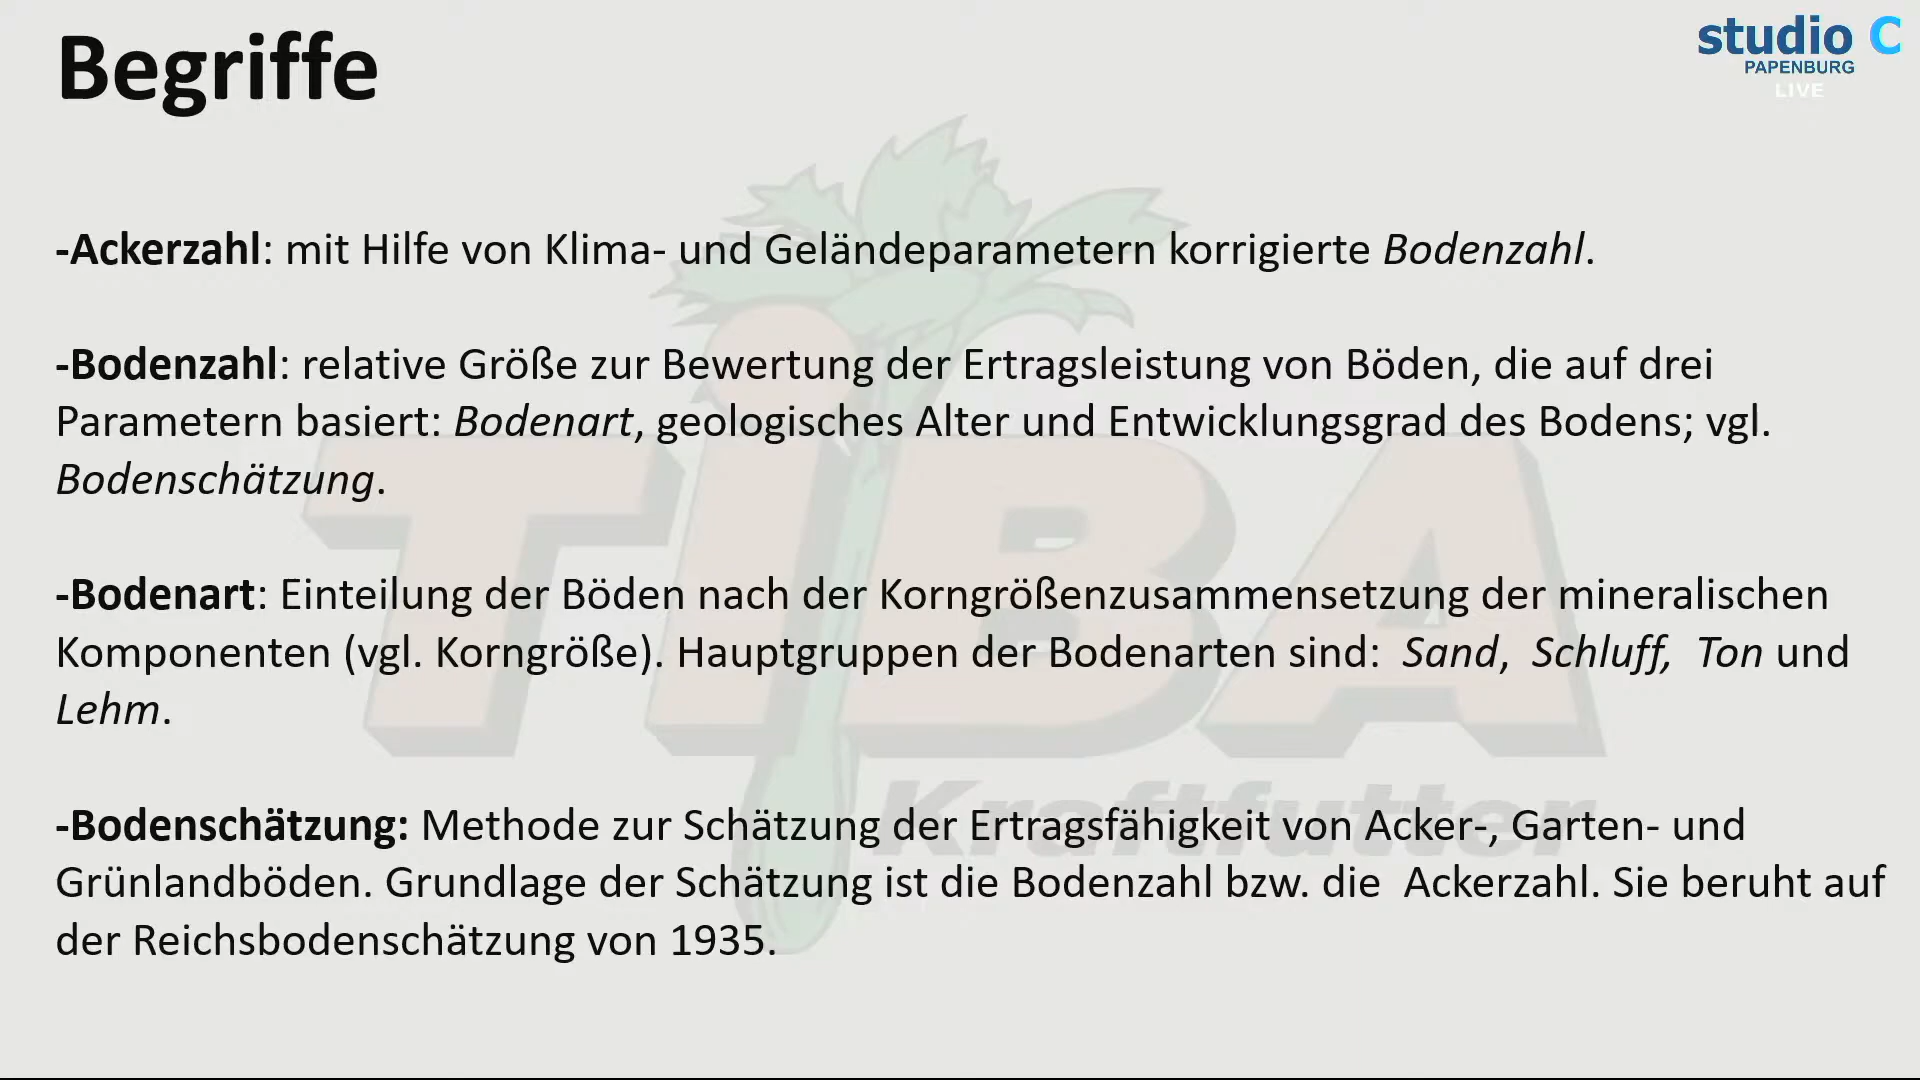 Begriffe
studio C
PAPENBURG
LIVE
-Ackerzahl: mit Hilfe von Klima- und Geländeparametern korrigierte Bodenzahl.
-Bodenzahl: relative Größe zur Bewertung der Ertragsleistung von Böden, die auf drei
Parametern basiert: Bodenart, geologisches Alter und Entwicklungsgrad des Bodens; vgl.
Bodenschätzung.
-Bodenart: Einteilung der Böden nach der Korngrößenzusammensetzung der mineralischen
Komponenten (vgl. Korngröße). Hauptgruppen der Bodenarten sind: Sand, Schluff, Ton und
Lehm.
-Bodenschätzung: Methode zur Schätzung der Ertragsfähigkeit von Acker-, Garten- und
Grünlandböden. Grundlage der Schätzung ist die Bodenzahl bzw. die Ackerzahl. Sie beruht auf
der Reichsbodenschätzung von 1935.
TiBA
Kraftfutter